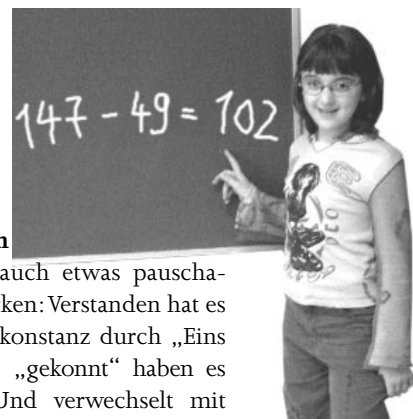 147 - 49 = 102
n
auch etwas pauscha-
ken: Verstanden hat es
konstanz durch „Eins
„gekonnt“ haben es
Und verwechselt mit